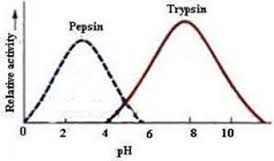 Trypsin
Pepsin
Relative activity
0 2 4 6 8 10
pH